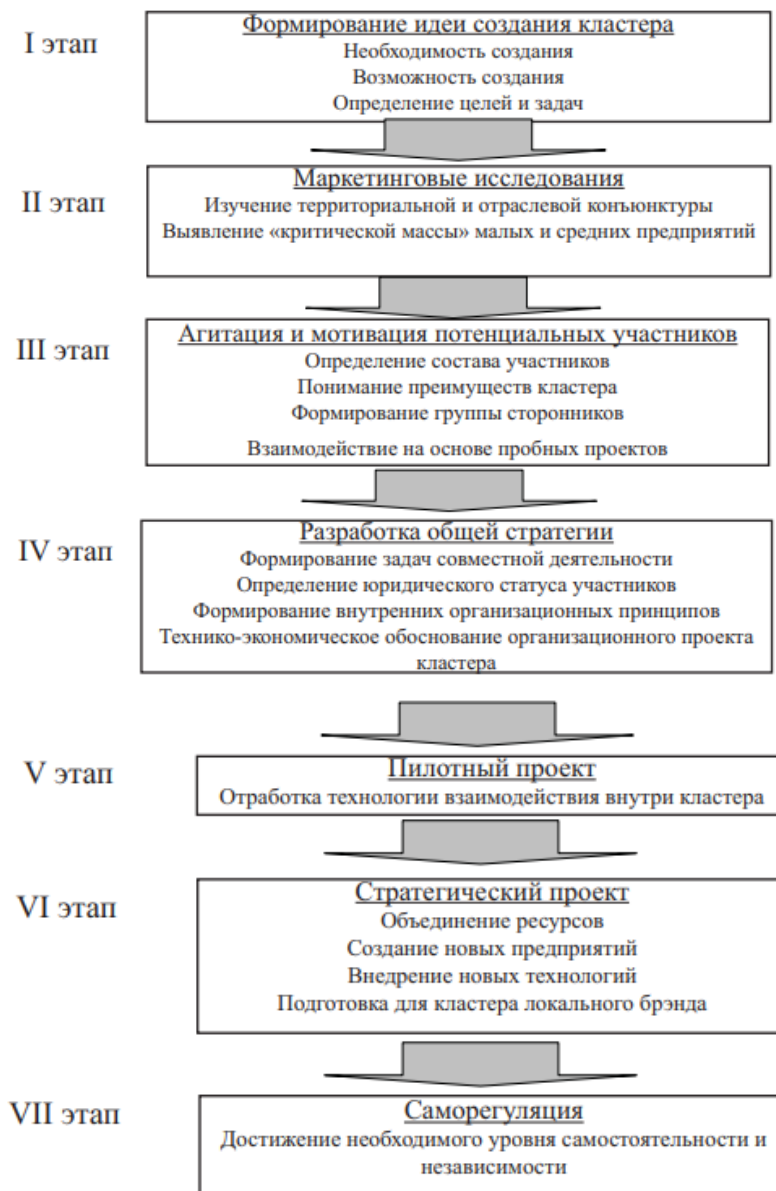 I этап
Формирование идеи создания кластера
Необходимость создания
Возможность создания
Определение целей и задач
II этап
Маркетинговые исследования
Изучение территориальной и отраслевой конъюнктуры
Выявление «критической массы» малых и средних предприятий
III этап
Агитация и мотивация потенциальных участников
Определение состава участников
Понимание преимуществ кластера
Формирование группы сторонников
Взаимодействие на основе пробных проектов
IV этап
Разработка общей стратегии
Формирование задач совместной деятельности
Определение юридического статуса участников
Формирование внутренних организационных принципов
Технико-экономическое обоснование организационного проекта
кластера
V этап
Пилотный проект
Отработка технологии взаимодействия внутри кластера
VI этап
Стратегический проект
Объединение ресурсов
Создание новых предприятий
Внедрение новых технологий
Подготовка для кластера локального брэнда
VII этап
Саморегуляция
Достижение необходимого уровня самостоятельности и
независимости